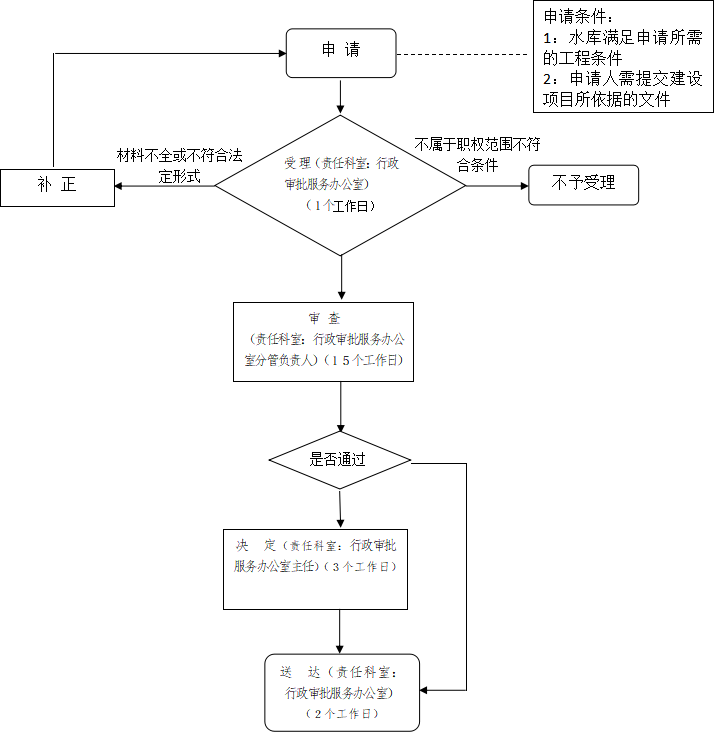 申 请
申请条件：
1：水库满足申请所需
的工程条件
2：申请人需提交建设
项目所依据的文件
材料不全或不符合法
定形式
不属于职权范围不符
合条件
受 理（责任科室：行政
审批服务办公室）
（1个工作日）
补 正
不予受理
审 查
（责任科室：行政审批服务办公
室分管负责人）（15个工作日）
是否通过
决 定（责任科室：行政审批
服务办公室主任）（3个工作日）
送 达（责任科室：
行政审批服务办公室）
（2个工作日）